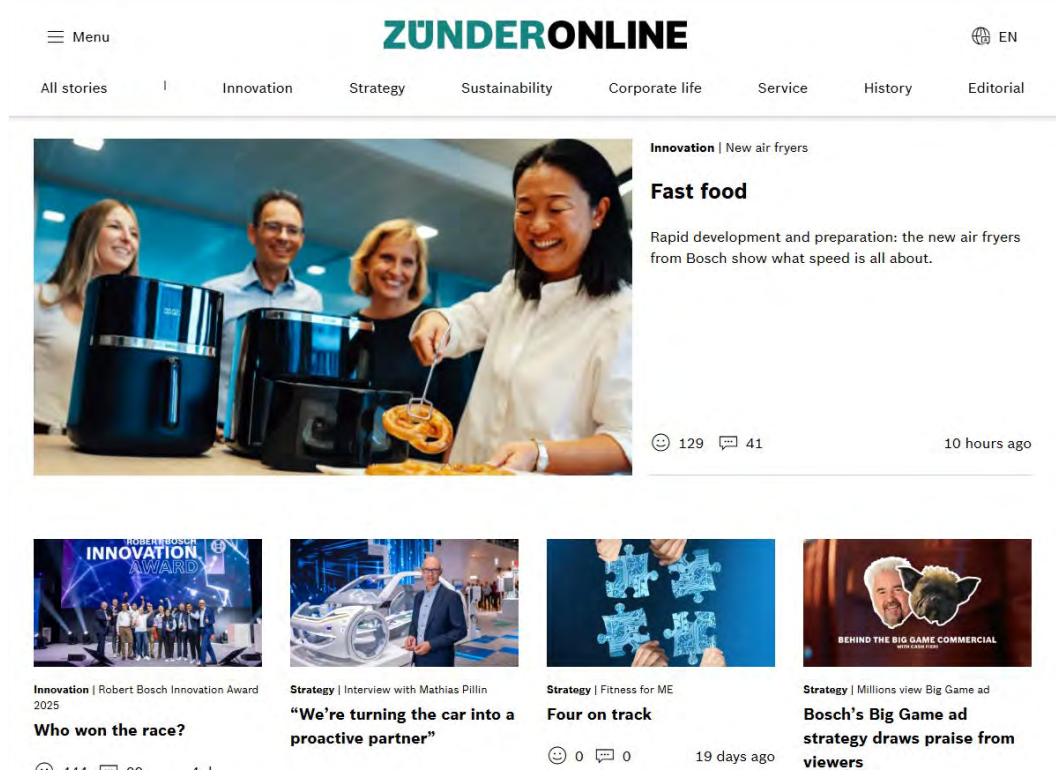 Menu
ZÜNDERONLINE
EN
All stories
Innovation
Strategy
Sustainability
Corporate life
Service
History
Editorial
Innovation | New air fryers
Fast food
Rapid development and preparation: the new air fryers
from Bosch show what speed is all about.
129
41
10 hours ago
ROBERT BOSCH
INNOVATION
AWARD
Innovation | Robert Bosch Innovation Award
2025
Who won the race?
Strategy | Interview with Mathias Pillin
“We’re turning the car into a
proactive partner”
Strategy | Fitness for ME
Four on track
0
0
19 days ago
BEHIND THE BIG GAME COMMERCIAL
WITH CASH FIERI
Strategy | Millions view Big Game ad
Bosch’s Big Game ad
strategy draws praise from
viewers